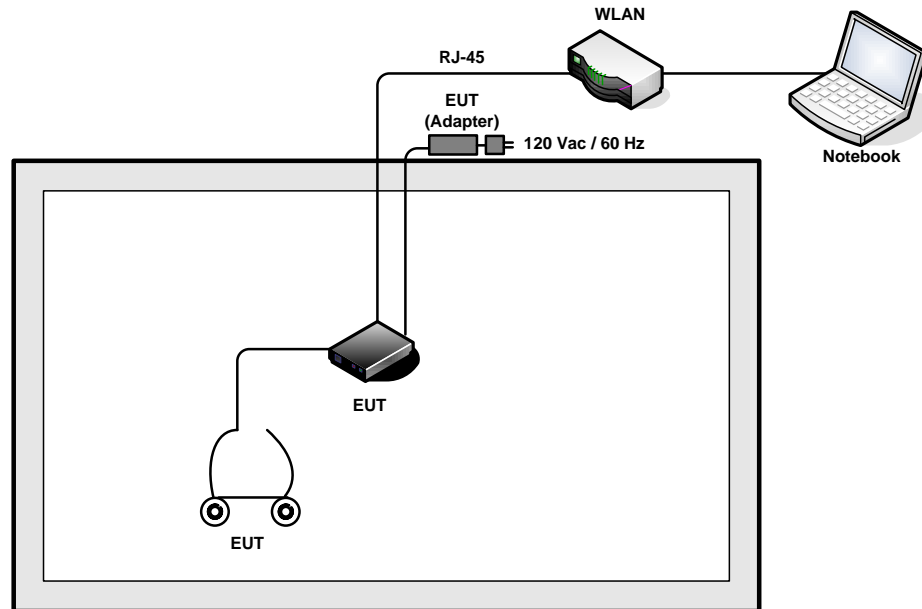 WLAN
RJ-45
EUT
(Adapter)
120 Vac / 60 Hz
Notebook
EUT
EUT